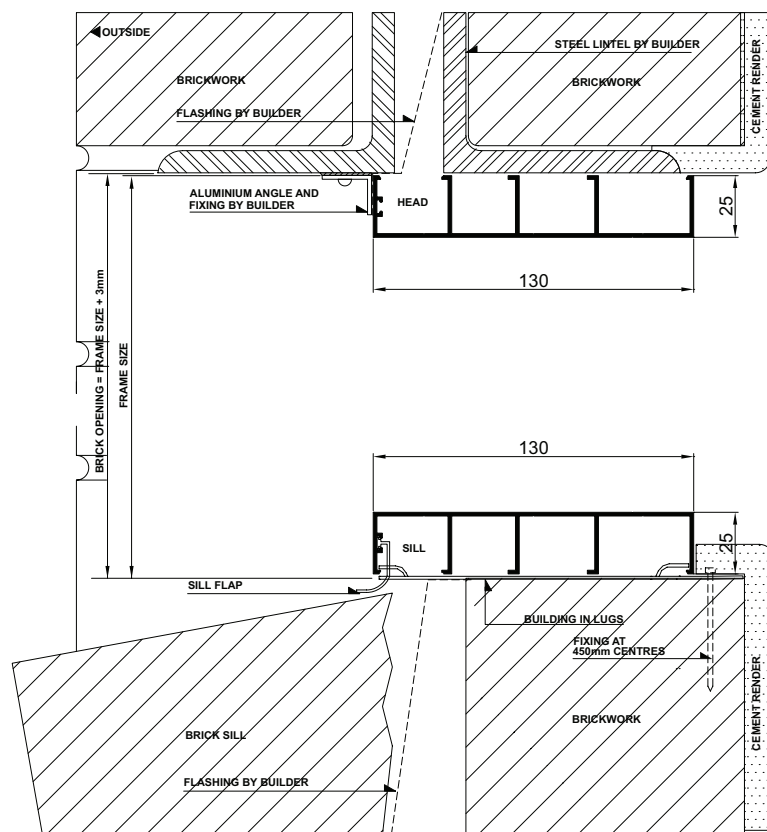 OUTSIDE
STEEL LINTEL BY BUILDER
BRICKWORK
BRICKWORK
CEMENT RENDER
FLASHING BY BUILDER
ALUMINIUM ANGLE AND
FIXING BY BUILDER
HEAD
25
130
BRICK OPENING = FRAME SIZE + 3mm
FRAME SIZE
130
25
SILL
SILL FLAP
BUILDING IN LUGS
FIXING AT
450mm CENTRES
CEMENT RENDER
BRICKWORK
BRICK SILL
FLASHING BY BUILDER